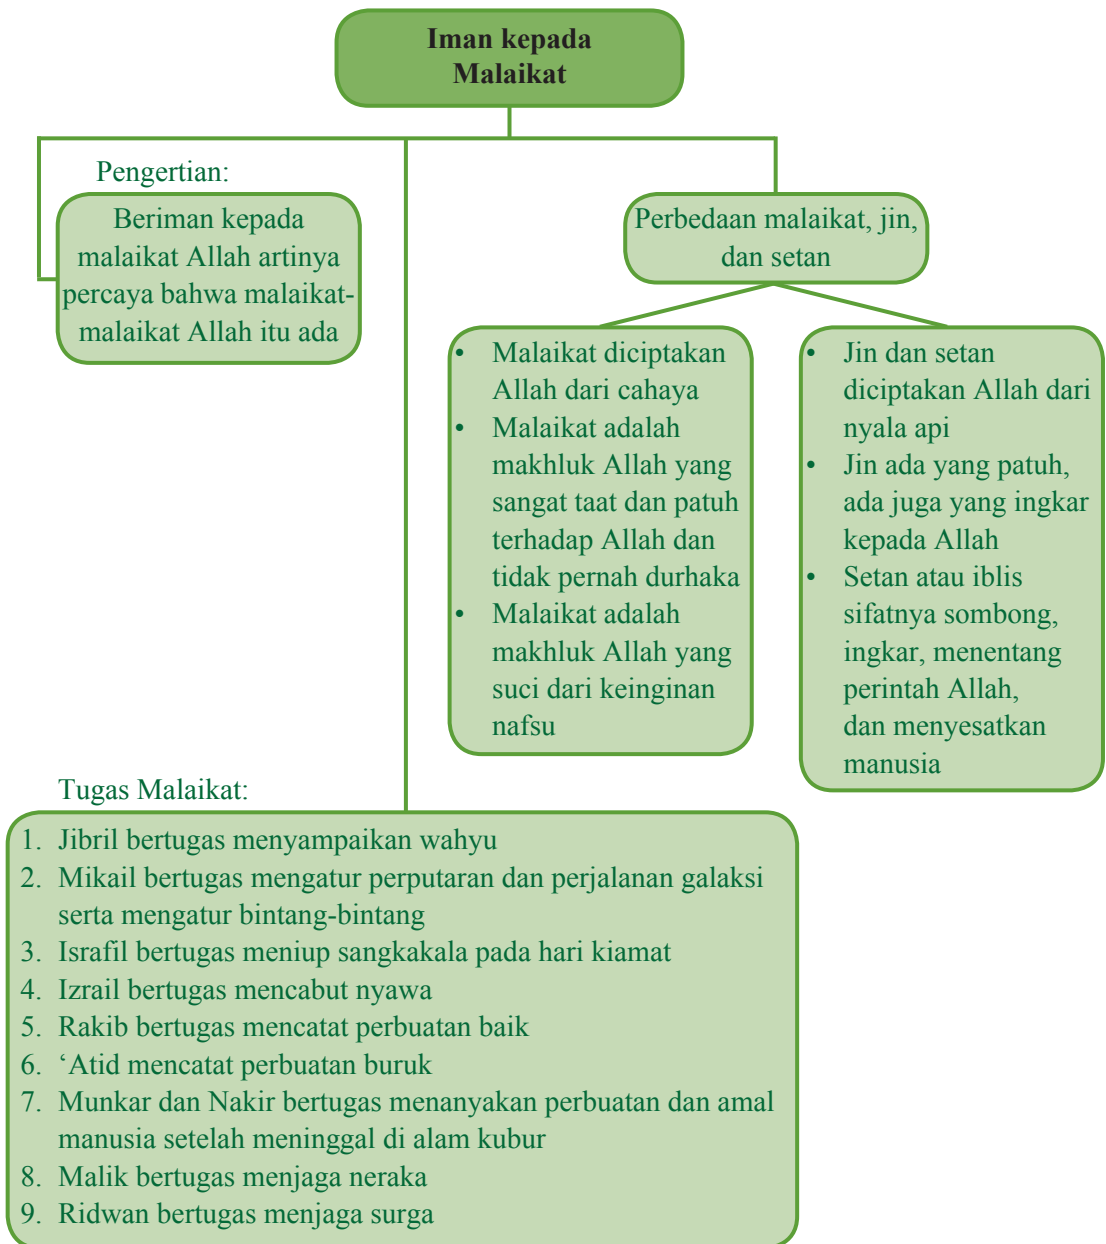 Iman kepada
Malaikat
Pengertian:
Beriman kepada
malaikat Allah artinya
percaya bahwa malaikat-
malaikat Allah itu ada
Perbedaan malaikat, jin,
dan setan
• Malaikat diciptakan
Allah dari cahaya
• Malaikat adalah
makhluk Allah yang
sangat taat dan patuh
terhadap Allah dan
tidak pernah durhaka
• Malaikat adalah
makhluk Allah yang
suci dari keinginan
nafsu
• Jin dan setan
diciptakan Allah dari
nyala api
• Jin ada yang patuh,
ada juga yang ingkar
kepada Allah
• Setan atau iblis
sifatnya sombong,
ingkar, menentang
perintah Allah,
dan menyesatkan
manusia
Tugas Malaikat:
1. Jibril bertugas menyampaikan wahyu
2. Mikail bertugas mengatur perputaran dan perjalanan galaksi
serta mengatur bintang-bintang
3. Israfil bertugas meniup sangkakala pada hari kiamat
4. Izrail bertugas mencabut nyawa
5. Rakib bertugas mencatat perbuatan baik
6. ‘Atid mencatat perbuatan buruk
7. Munkar dan Nakir bertugas menanyakan perbuatan dan amal
manusia setelah meninggal di alam kubur
8. Malik bertugas menjaga neraka
9. Ridwan bertugas menjaga surga